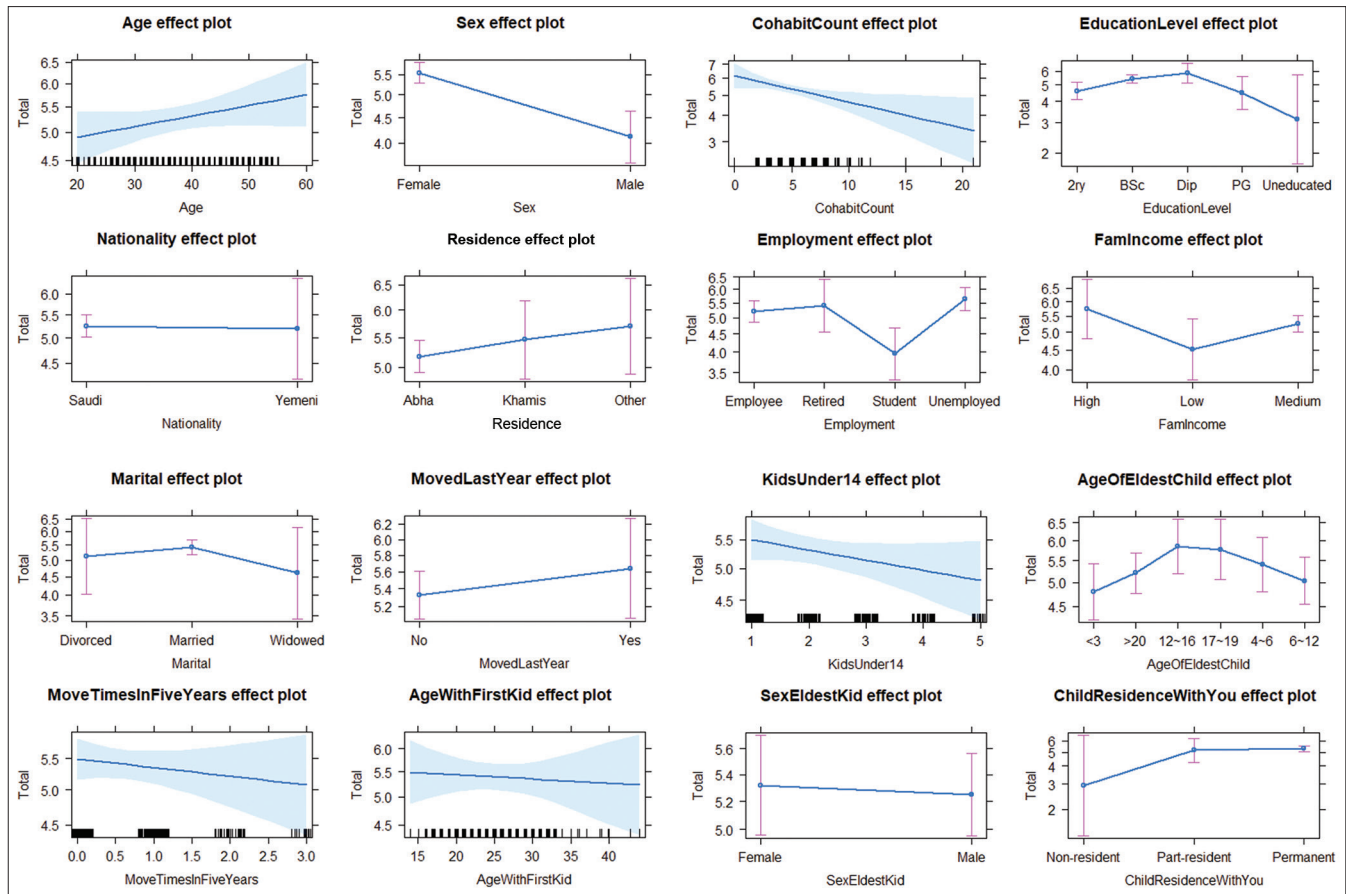 Age effect plot
Total
6.5
6.0
5.5
5.0
4.5
20 30 40 50 60
Age
Sex effect plot
Total
5.5
5.0
4.5
4.0
Female Male
Sex
CohabitCount effect plot
Total
7
6
5
4
3
0 5 10 15 20
CohabitCount
EducationLevel effect plot
Total
6
5
4
3
2
2ry BSc Dip PG Uneducated
EducationLevel
Nationality effect plot
Total
6.0
5.5
5.0
4.5
Saudi Yemeni
Nationality
Residence effect plot
Total
6.5
6.0
5.5
5.0
Abha Khamis Other
Residence
Employment effect plot
Total
6.5
6.0
5.5
5.0
4.5
4.0
3.5
Employee Retired Student Unemployed
Employment
FamIncome effect plot
Total
6.5
6.0
5.5
5.0
4.5
4.0
High Low Medium
FamIncome
Marital effect plot
Total
6.5
6.0
5.5
5.0
4.5
4.0
3.5
Divorced Married Widowed
Marital
MovedLastYear effect plot
Total
6.2
6.0
5.8
5.6
5.4
5.2
No Yes
MovedLastYear
KidsUnder14 effect plot
Total
5.5
5.0
4.5
1 2 3 4 5
KidsUnder14
AgeOfEldestChild effect plot
Total
6.5
6.0
5.5
5.0
4.5
<3 >20 12~16 17~19 4~6 6~12
AgeOfEldestChild
MoveTimesInFiveYears effect plot
Total
5.5
5.0
4.5
0.0 0.5 1.0 1.5 2.0 2.5 3.0
MoveTimesInFiveYears
AgeWithFirstKid effect plot
Total
6.0
5.5
5.0
4.5
15 20 25 30 35 40
AgeWithFirstKid
SexEldestKid effect plot
Total
5.6
5.4
5.2
5.0
Female Male
SexEldestKid
ChildResidenceWithYou effect plot
Total
6
5
4
3
2
Non-resident Part-resident Permanent
ChildResidenceWithYou